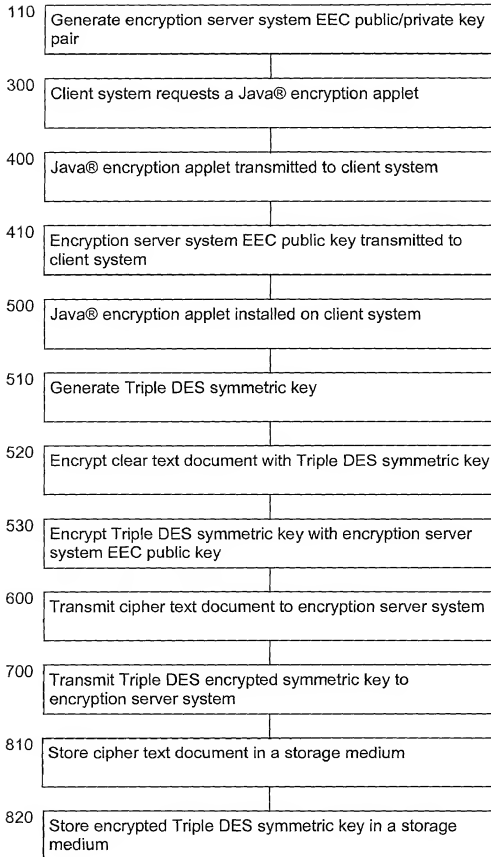 110
Generate encryption server system EEC public/private key
pair
300
Client system requests a Java® encryption applet
400
Java® encryption applet transmitted to client system
410
Encryption server system EEC public key transmitted to
client system
500
Java® encryption applet installed on client system
510
Generate Triple DES symmetric key
520
Encrypt clear text document with Triple DES symmetric key
530
Encrypt Triple DES symmetric key with encryption server
system EEC public key
600
Transmit cipher text document to encryption server system
700
Transmit Triple DES encrypted symmetric key to
encryption server system
810
Store cipher text document in a storage medium
820
Store encrypted Triple DES symmetric key in a storage
medium